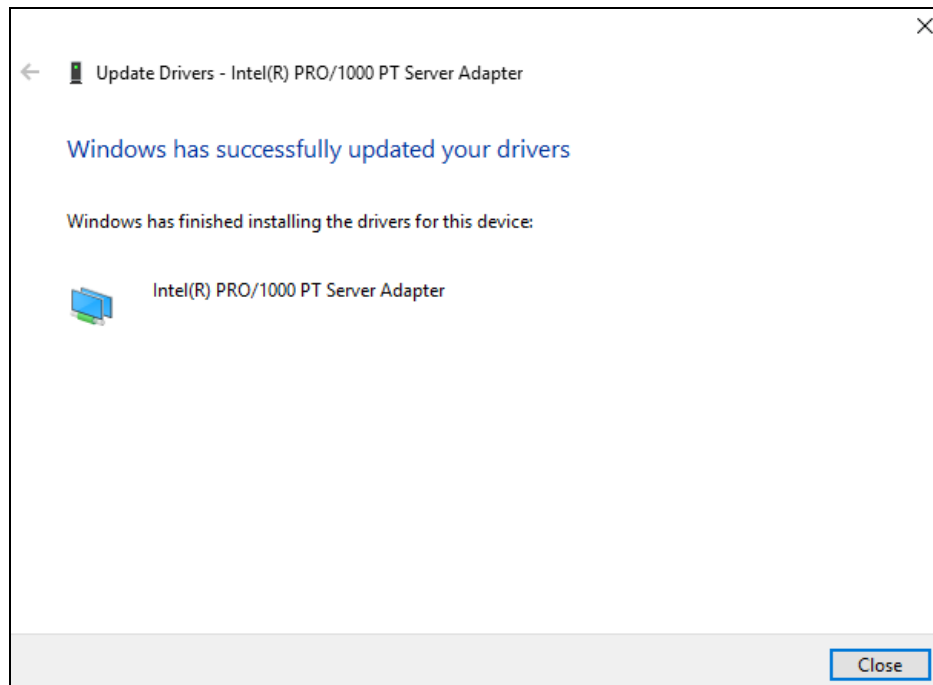 Update Drivers - Intel(R) PRO/1000 PT Server Adapter
Windows has successfully updated your drivers
Windows has finished installing the drivers for this device:
Intel(R) PRO/1000 PT Server Adapter
Close